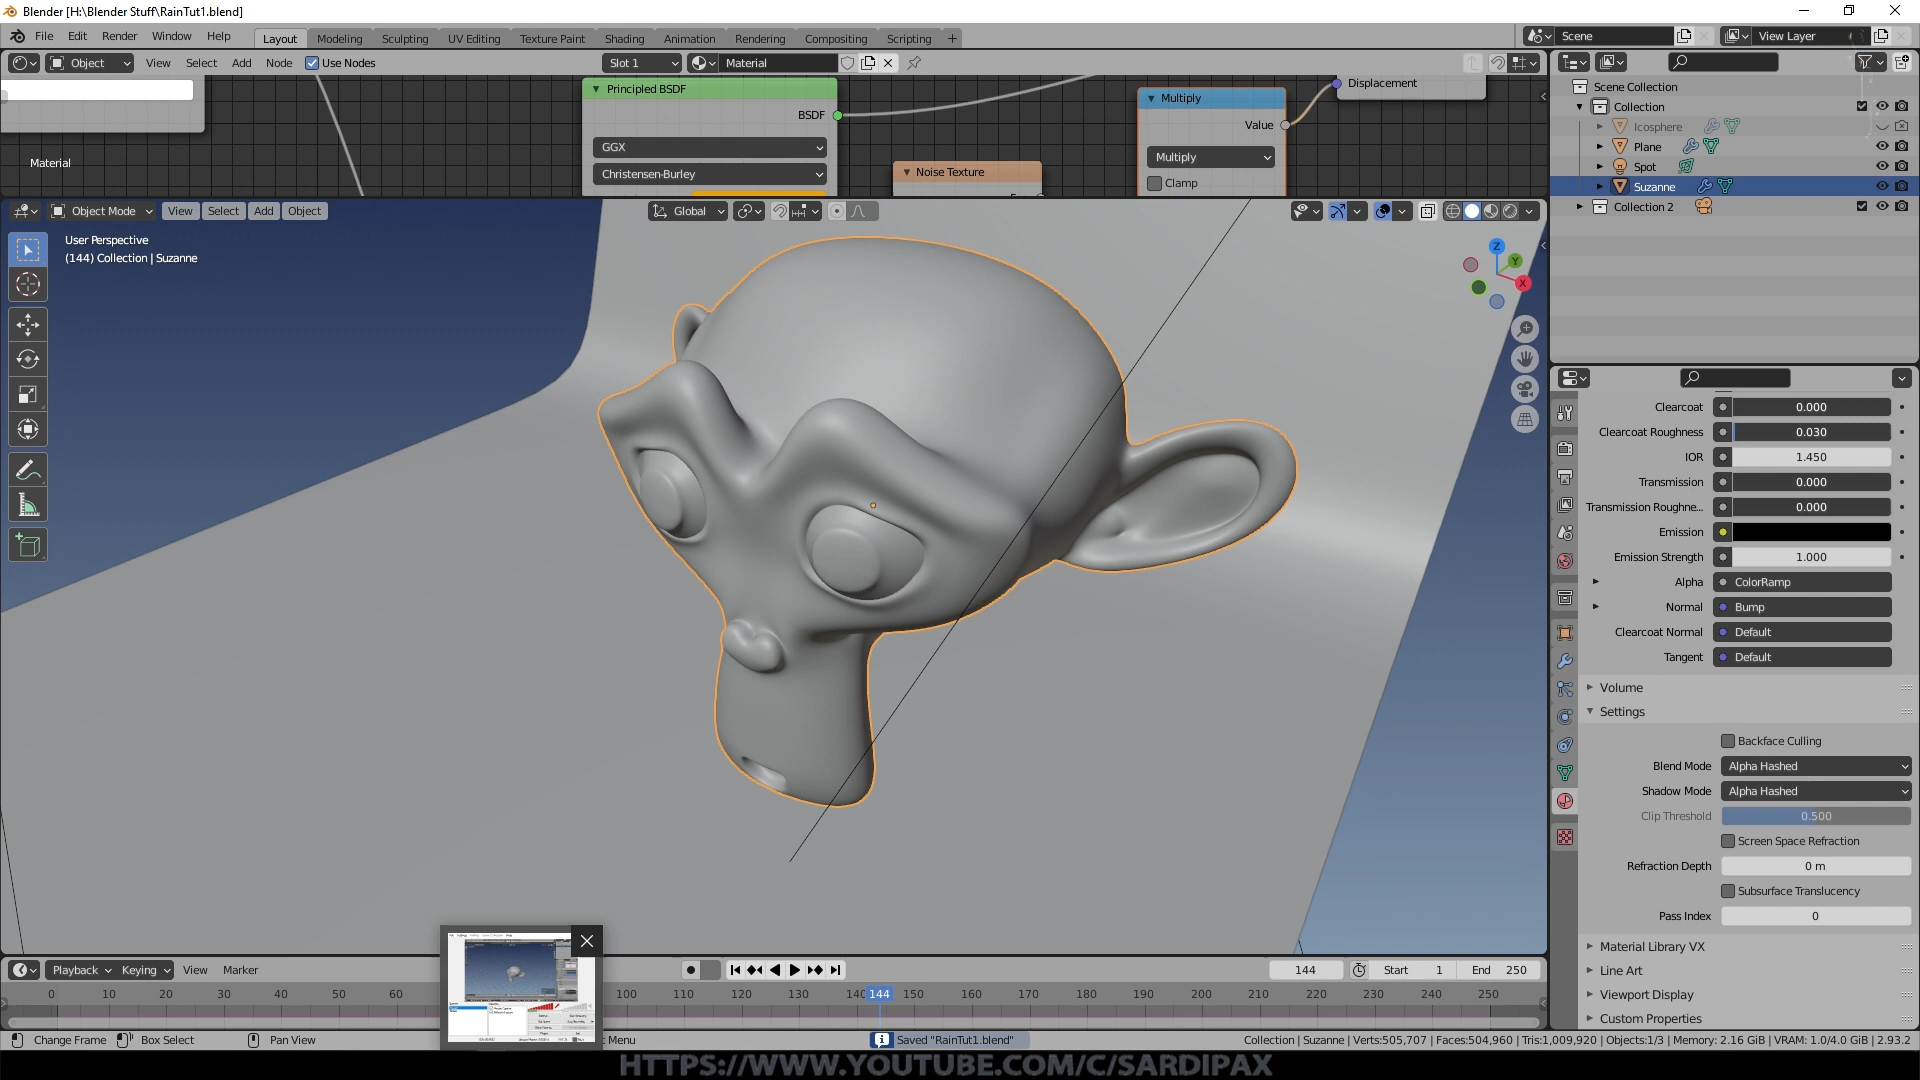 Blender [H:\Blender Stuff\RainTut1.blend]
File Edit Render Window Help
Layout Modeling Sculpting UV Editing Texture Paint Shading Animation Rendering Compositing Scripting
Scene
View Layer
Object View Select Add Node Use Nodes
Slot 1
Material
Principled BSDF
BSDF
GGX
Christensen-Burley
Material
Noise Texture
Multiply
Value
Multiply
Clamp
Displacement
Scene Collection
Collection
Icosphere
Plane
Spot
Suzanne
Collection 2
Object Mode View Select Add Object
Global
User Perspective
(144) Collection | Suzanne
Z
Y
X
Clearcoat 0.000
Clearcoat Roughness 0.030
IOR 1.450
Transmission 0.000
Transmission Roughne... 0.000
Emission
Emission Strength 1.000
Alpha ColorRamp
Normal Bump
Clearcoat Normal Default
Tangent Default
Volume
Settings
Backface Culling
Blend Mode Alpha Hashed
Shadow Mode Alpha Hashed
Clip Threshold 0.500
Screen Space Refraction
Refraction Depth 0 m
Subsurface Translucency
Pass Index 0
Material Library VX
Line Art
Viewport Display
Custom Properties
Playback Keying View Marker
144 Start 1 End 250
0 10 20 30 40 50 60 100 110 120 130 140 144 150 160 170 180 190 200 210 220 230 240 250
Change Frame Box Select Pan View Menu
Saved "RainTut1.blend"
Collection | Suzanne | Verts:505,707 | Faces:504,960 | Tris:1,009,920 | Objects:1/3 | Memory: 2.16 GiB | VRAM: 1.0/4.0 GiB | 2.93.2
HTTPS://WWW.YOUTUBE.COM/C/SARDIPAX